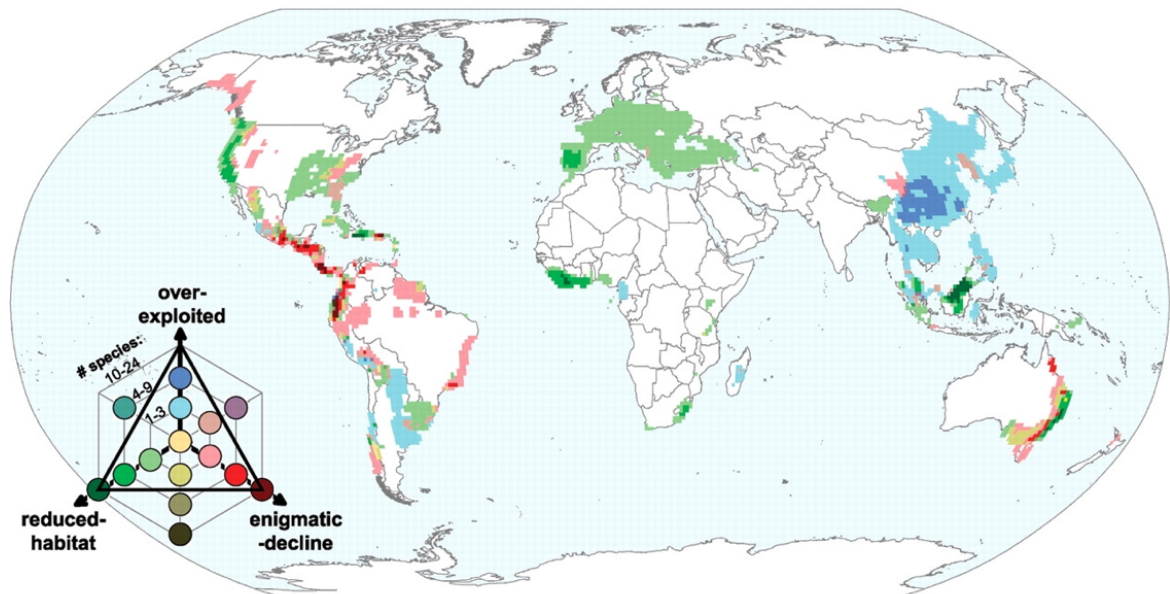 over-
exploited
# species:
10-24
4-9
1-3
reduced-
habitat
enigmatic
-decline